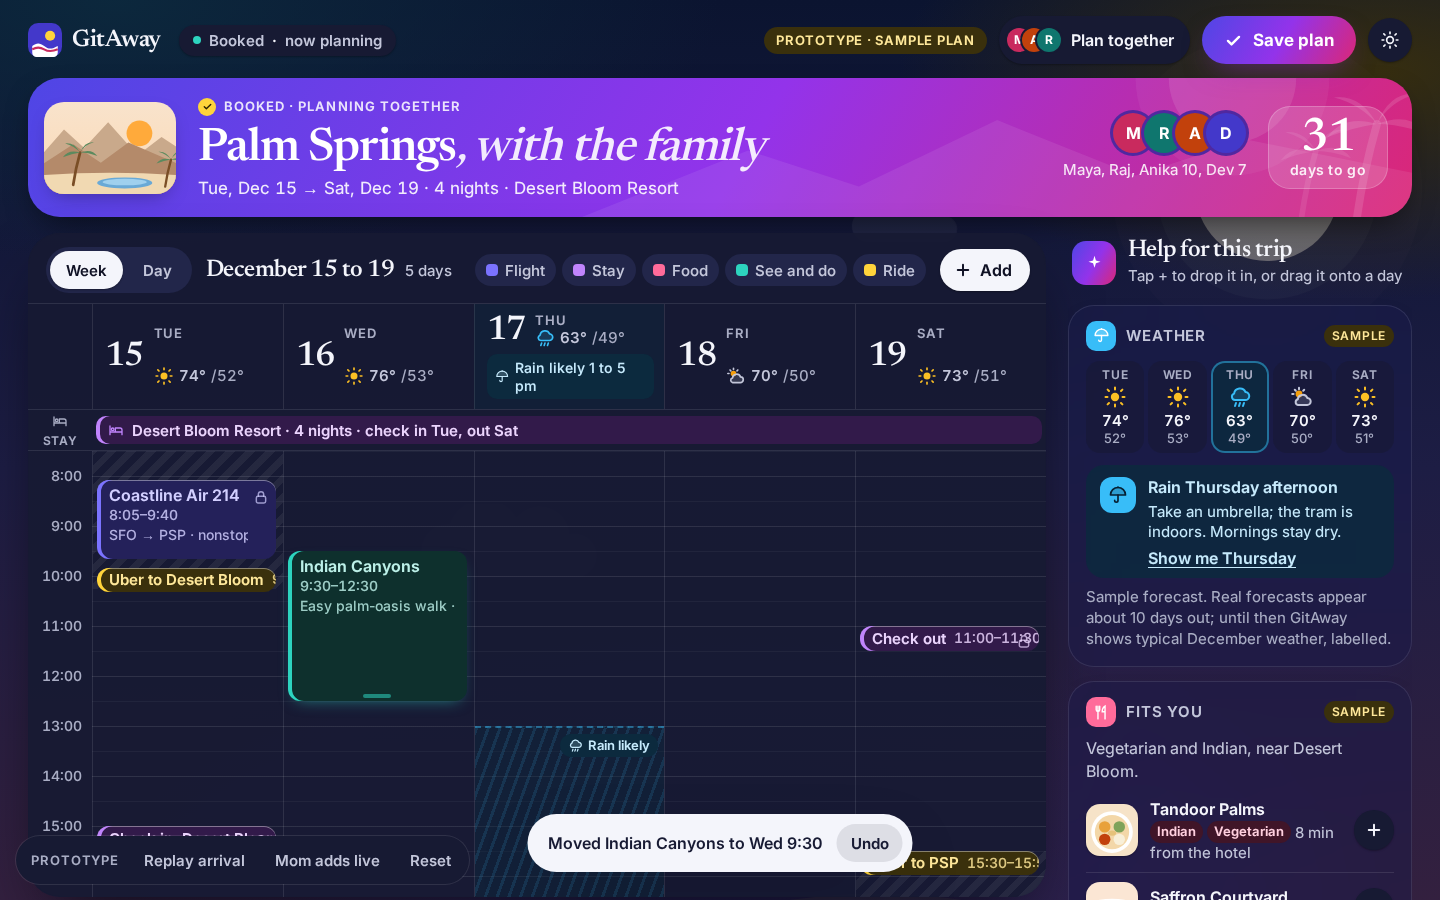 GitAway
Booked · now planning
PROTOTYPE · SAMPLE PLAN
M A R Plan together
Save plan
BOOKED · PLANNING TOGETHER
Palm Springs, with the family
Tue, Dec 15 → Sat, Dec 19 · 4 nights · Desert Bloom Resort
M R A D
Maya, Raj, Anika 10, Dev 7
31
days to go
Week Day
December 15 to 19 5 days
Flight Stay Food See and do Ride
+ Add
15 TUE
74° /52°
16 WED
76° /53°
17 THU
63° /49°
Rain likely 1 to 5
pm
18 FRI
70° /50°
19 SAT
73° /51°
STAY
Desert Bloom Resort · 4 nights · check in Tue, out Sat
8:00
9:00
10:00
11:00
12:00
13:00
14:00
15:00
Coastline Air 214
8:05–9:40
SFO → PSP · nonstop
Uber to Desert Bloom
Indian Canyons
9:30–12:30
Easy palm-oasis walk ·
Rain likely
Check out 11:00–11:30
to PSP 15:30–15:
PROTOTYPE Replay arrival Mom adds live Reset
Moved Indian Canyons to Wed 9:30 Undo
Help for this trip
Tap + to drop it in, or drag it onto a day
WEATHER SAMPLE
TUE
74°
52°
WED
76°
53°
THU
63°
49°
FRI
70°
50°
SAT
73°
51°
Rain Thursday afternoon
Take an umbrella; the tram is
indoors. Mornings stay dry.
Show me Thursday
Sample forecast. Real forecasts appear
about 10 days out; until then GitAway
shows typical December weather, labelled.
FITS YOU SAMPLE
Vegetarian and Indian, near Desert
Bloom.
Tandoor Palms
Indian Vegetarian 8 min
from the hotel
+
Saffron Courtyard